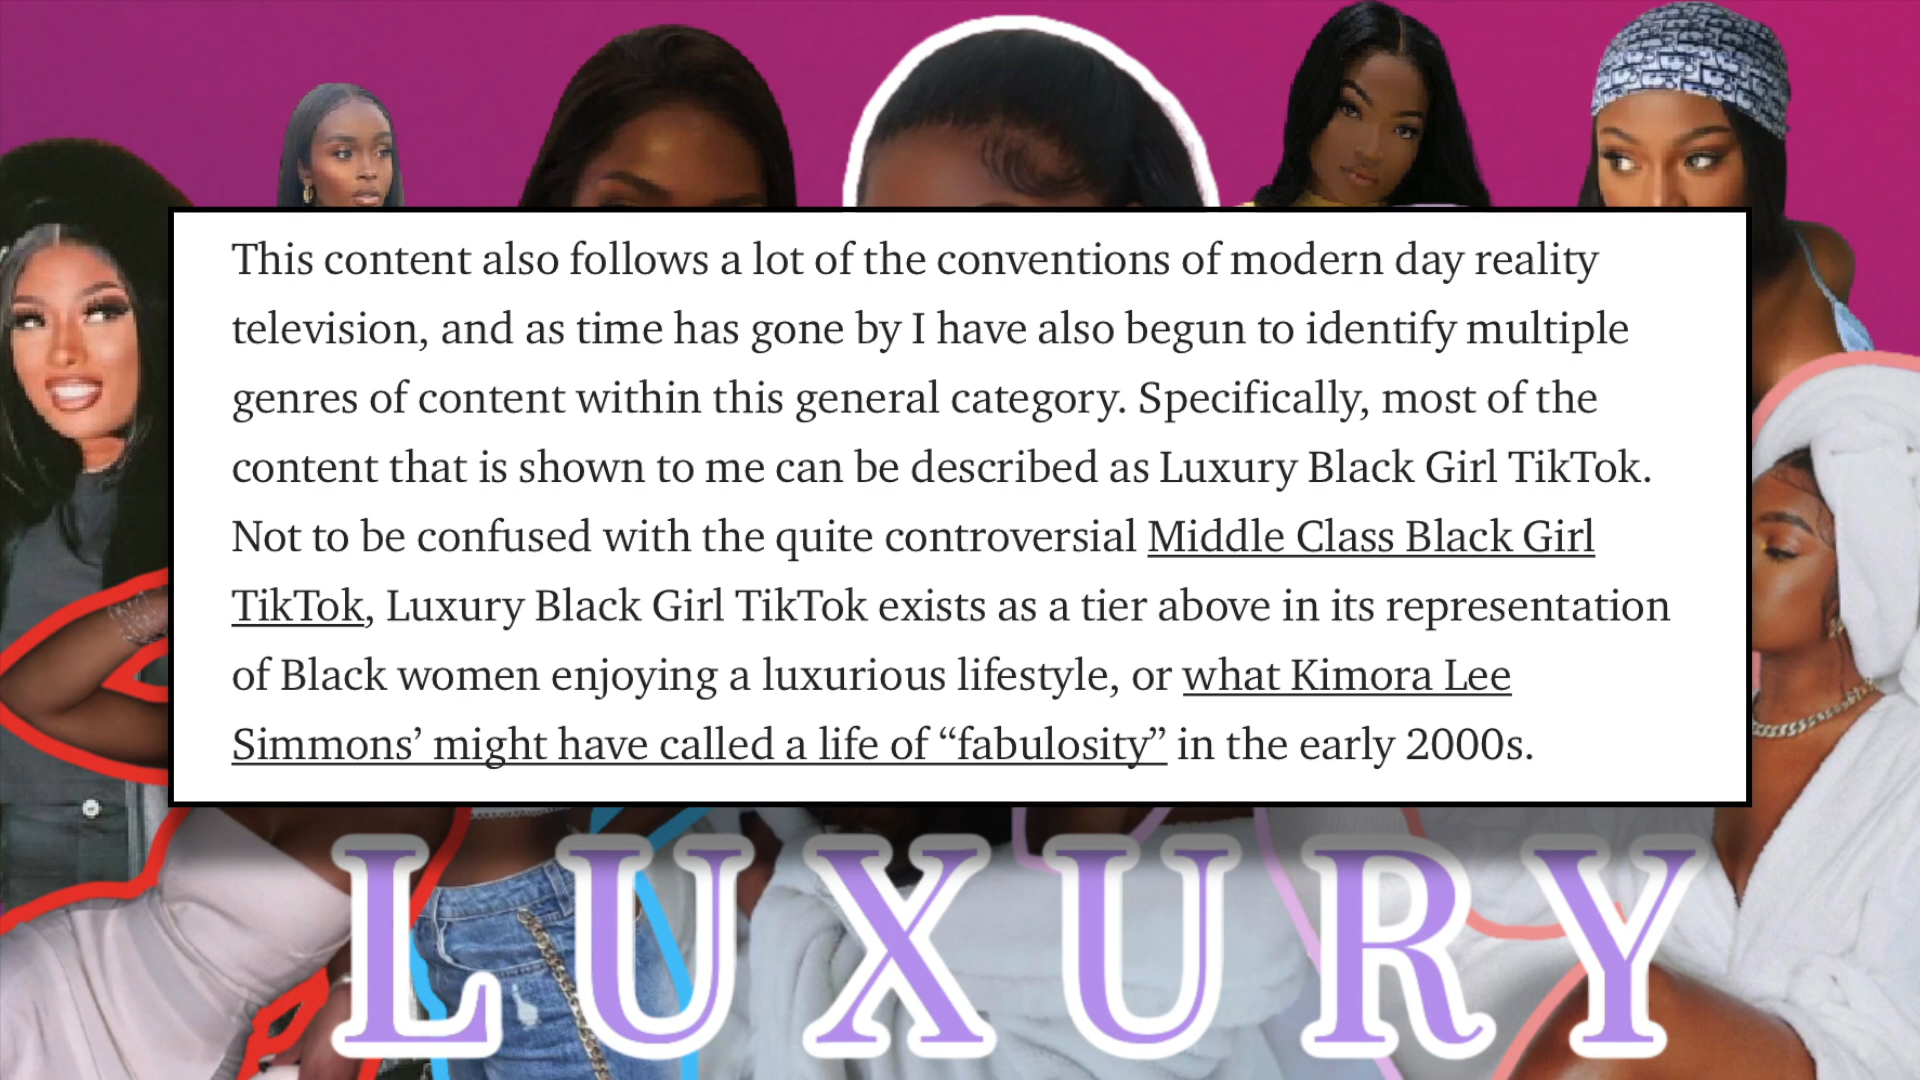 This content also follows a lot of the conventions of modern day reality
television, and as time has gone by I have also begun to identify multiple
genres of content within this general category. Specifically, most of the
content that is shown to me can be described as Luxury Black Girl TikTok.
Not to be confused with the quite controversial Middle Class Black Girl
TikTok, Luxury Black Girl TikTok exists as a tier above in its representation
of Black women enjoying a luxurious lifestyle, or what Kimora Lee
Simmons’ might have called a life of “fabulosity” in the early 2000s.
LUXURY